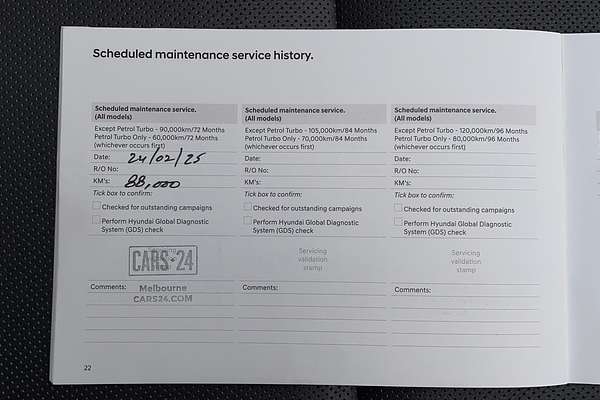 Scheduled maintenance service history.
Scheduled maintenance service.
(All models)
Except Petrol Turbo - 90,000km/72 Months
Petrol Turbo Only - 60,000km/72 Months
(whichever occurs first)
Date: 24/02/25
R/O No:
KM's: 88,000
Tick box to confirm:
Checked for outstanding campaigns
Perform Hyundai Global Diagnostic
System (GDS) check
CARS24
Melbourne
CARS24.COM
Comments:
Scheduled maintenance service.
(All models)
Except Petrol Turbo - 105,000km/84 Months
Petrol Turbo Only - 70,000km/84 Months
(whichever occurs first)
Date:
R/O No:
KM's:
Tick box to confirm:
Checked for outstanding campaigns
Perform Hyundai Global Diagnostic
System (GDS) check
Servicing
validation
stamp
Comments:
Scheduled maintenance service.
(All models)
Except Petrol Turbo - 120,000km/96 Months
Petrol Turbo Only - 80,000km/96 Months
(whichever occurs first)
Date:
R/O No:
KM's:
Tick box to confirm:
Checked for outstanding campaigns
Perform Hyundai Global Diagnostic
System (GDS) check
Servicing
validation
stamp
Comments:
22